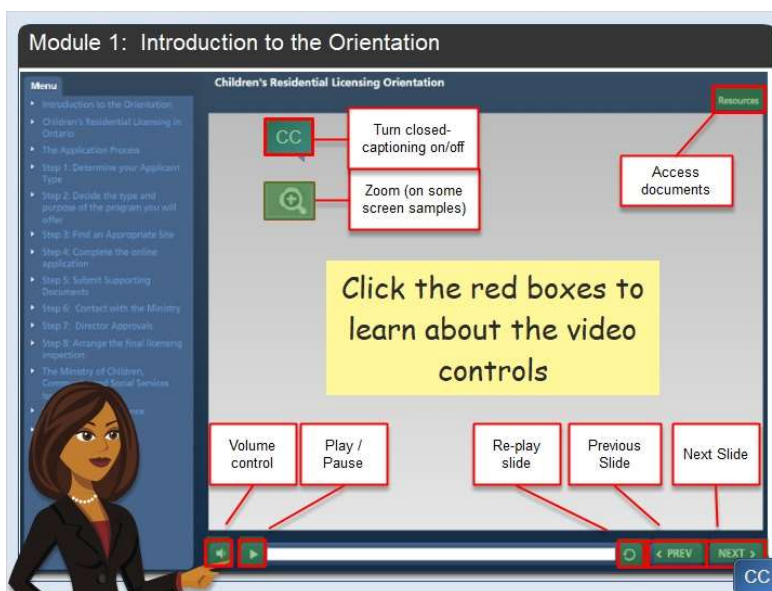 Module 1: Introduction to the Orientation
Menu
Children's Residential Licensing Orientation
Resources
Introduction to the Orientation
Children's Residential Licensing in
Ontario
The Application Process
Step 1: Determine your Applicant
Type
Step 2: Decide the type and
purpose of the program you will
offer
Step 3: Find an Appropriate Site
Step 4: Complete the online
application
Step 5: Submit Supporting
Documents
Step 6: Contact with the Ministry
Step 7: Director Approvals
Step 8: Arrange the final licensing
inspection
The Ministry of Children,
and Social Services
CC
Turn closed-
captioning on/off
Zoom (on some
screen samples)
Access
documents
Click the red boxes to
learn about the video
controls
Volume
control
Play /
Pause
Re-play
slide
Previous
Slide
Next Slide
< PREV
NEXT >
CC